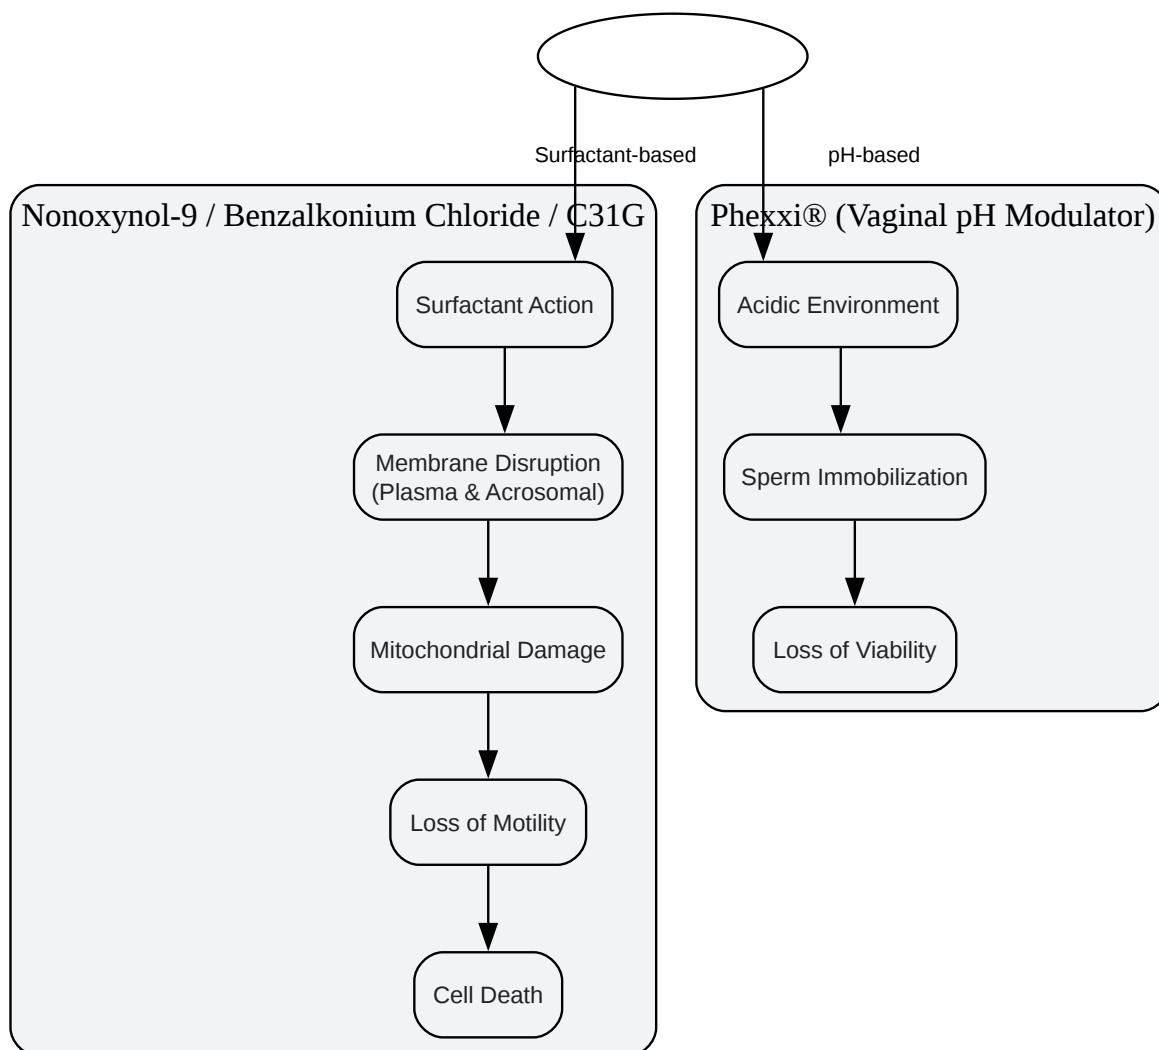 Surfactant-based
pH-based
Nonoxynol-9 / Benzalkonium Chloride / C31G
Phexxi® (Vaginal pH Modulator)
Surfactant Action
Acidic Environment
Membrane Disruption
(Plasma & Acrosomal)
Sperm Immobilization
Mitochondrial Damage
Loss of Viability
Loss of Motility
Cell Death